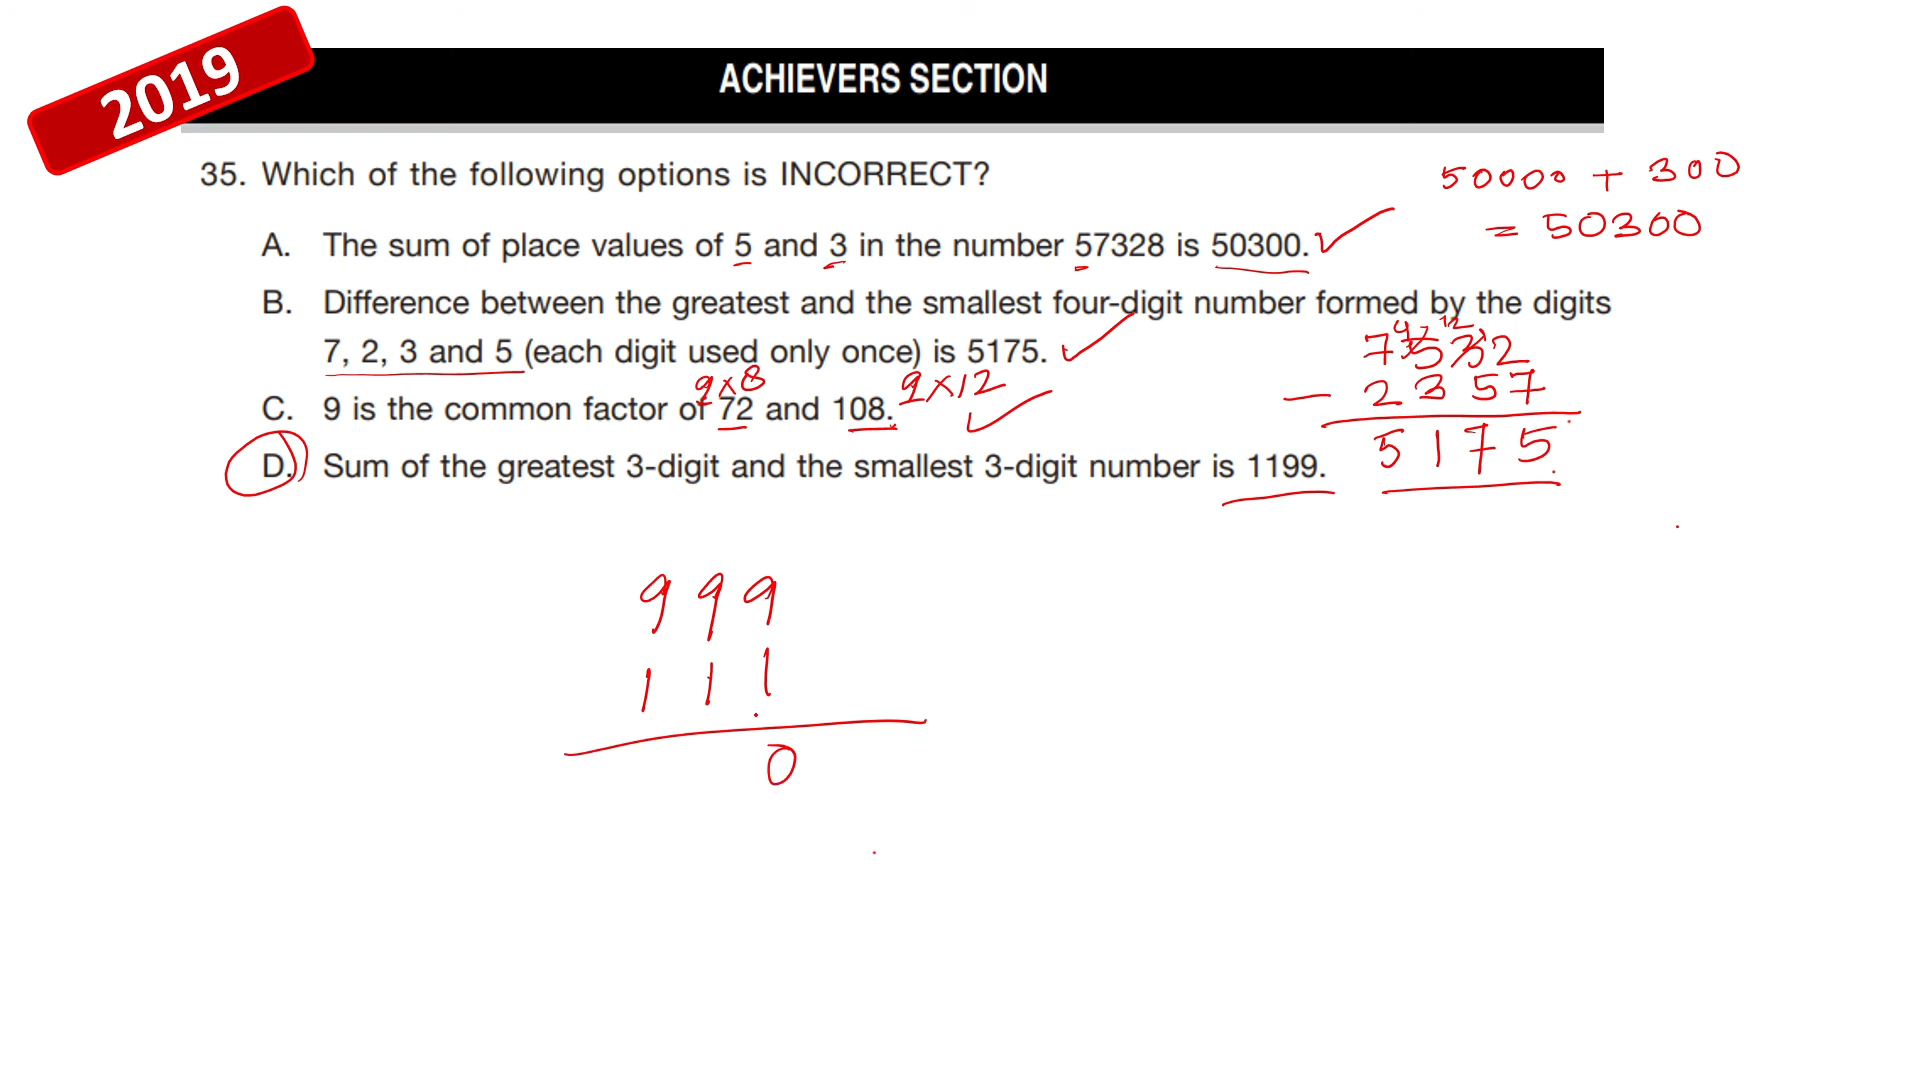 2019
ACHIEVERS SECTION
35. Which of the following options is INCORRECT?
50000 + 300
= 50300
A. The sum of place values of 5 and 3 in the number 57328 is 50300.
B. Difference between the greatest and the smallest four-digit number formed by the digits
7, 2, 3 and 5 (each digit used only once) is 5175.
4 12
7532
- 2357
5175
9x8 9x12
C. 9 is the common factor of 72 and 108.
D. Sum of the greatest 3-digit and the smallest 3-digit number is 1199.
999
111
0